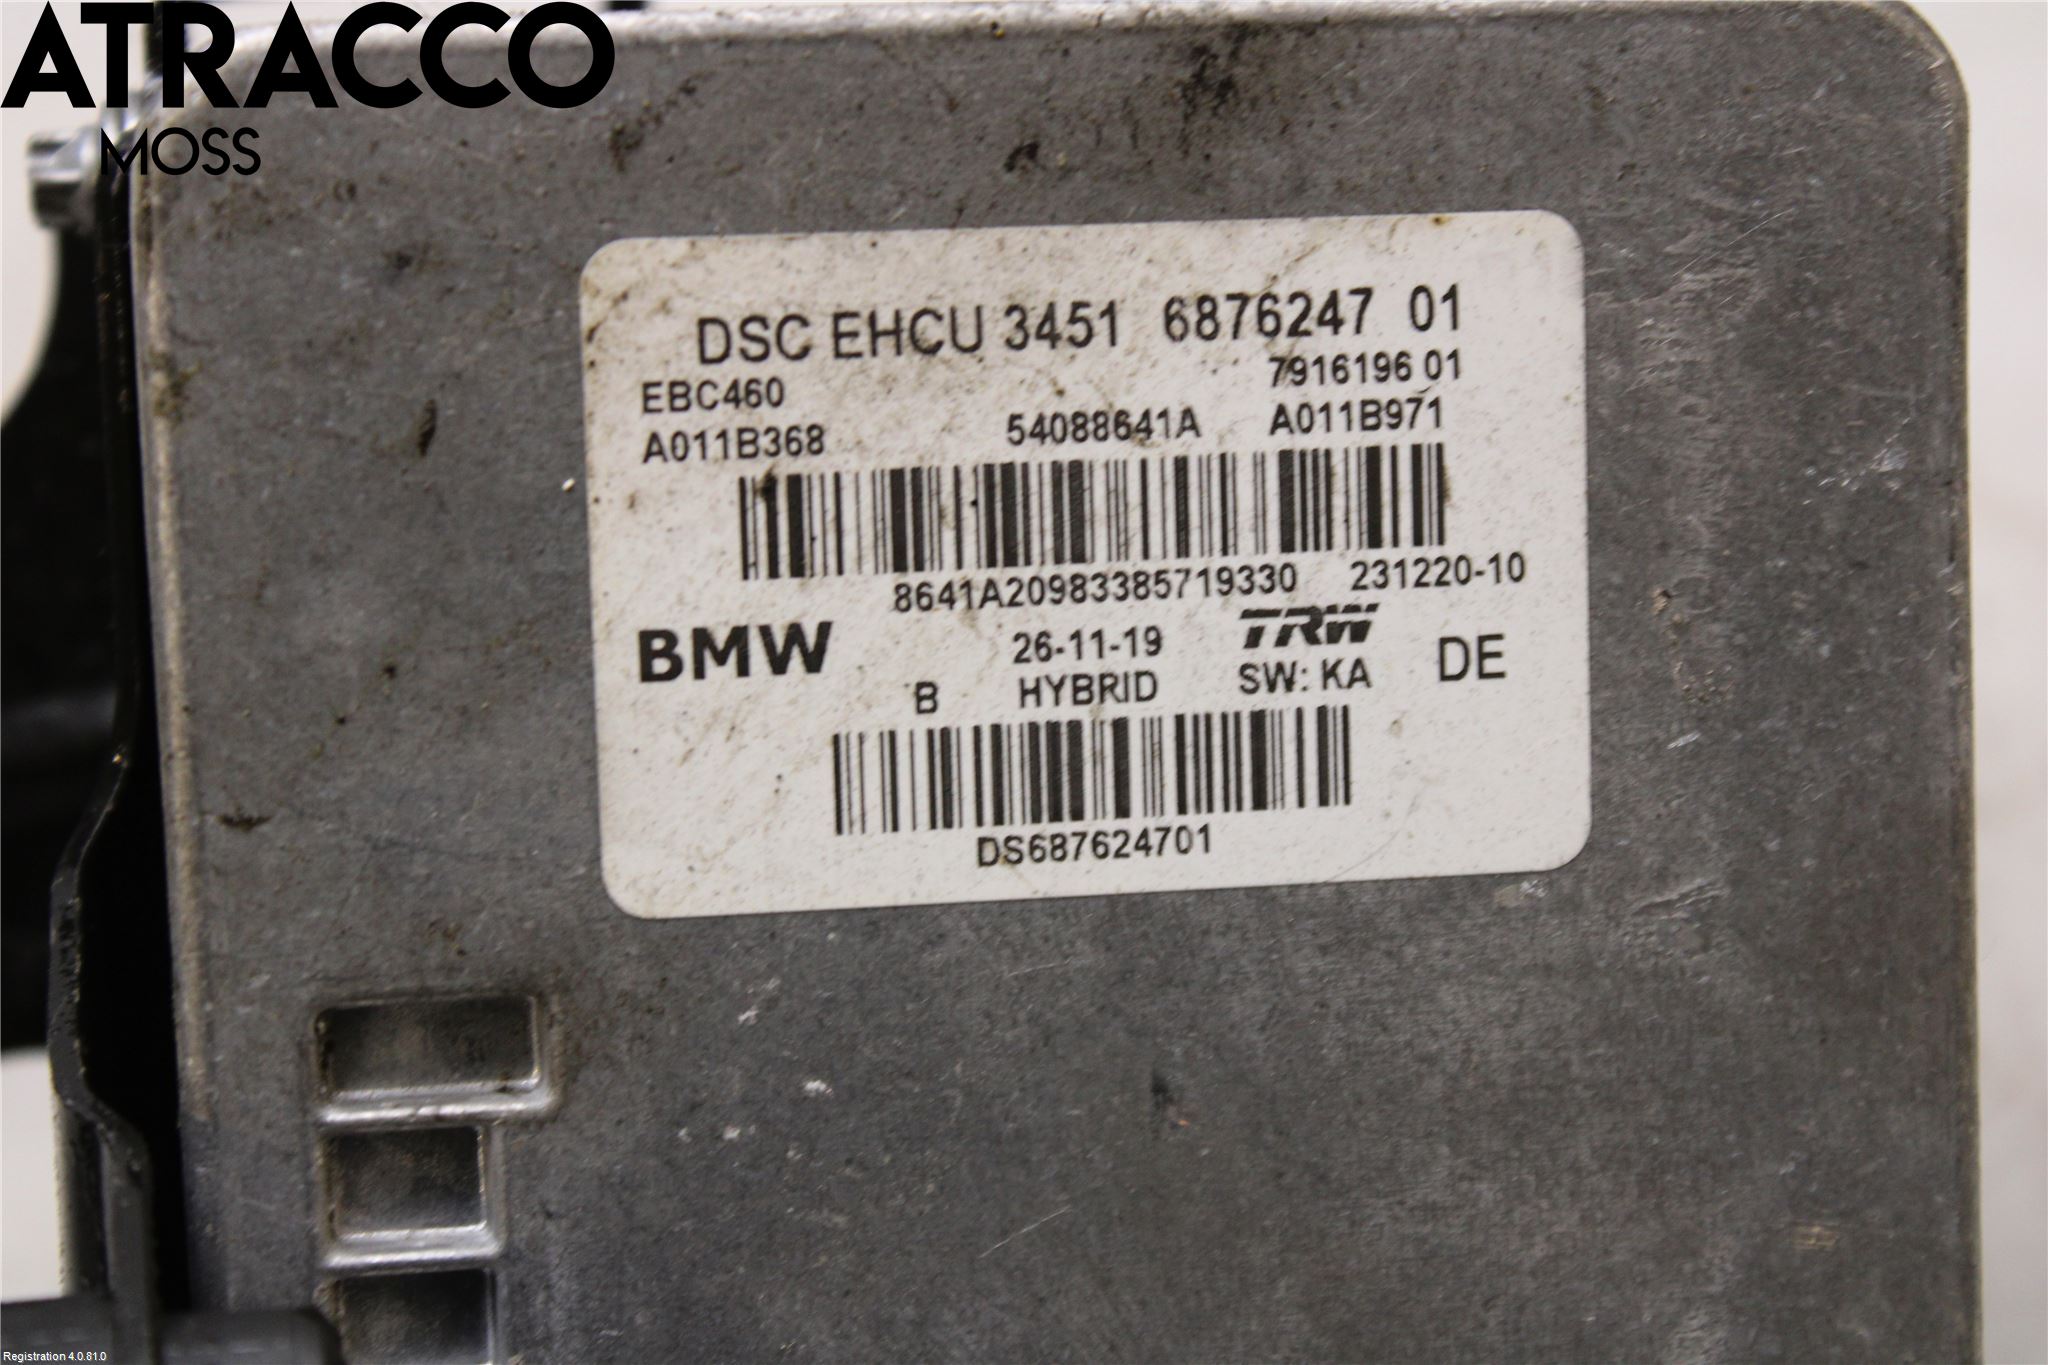 ATRACCO
MOSS
DSC EHCU 3451 6876247 01
EBC460 7916196 01
A011B368 54088641A A011B971
8641A20983385719330 231220-10
BMW 26-11-19 TRW DE
B HYBRID SW: KA
DS687624701
Registration 4.0.81.0